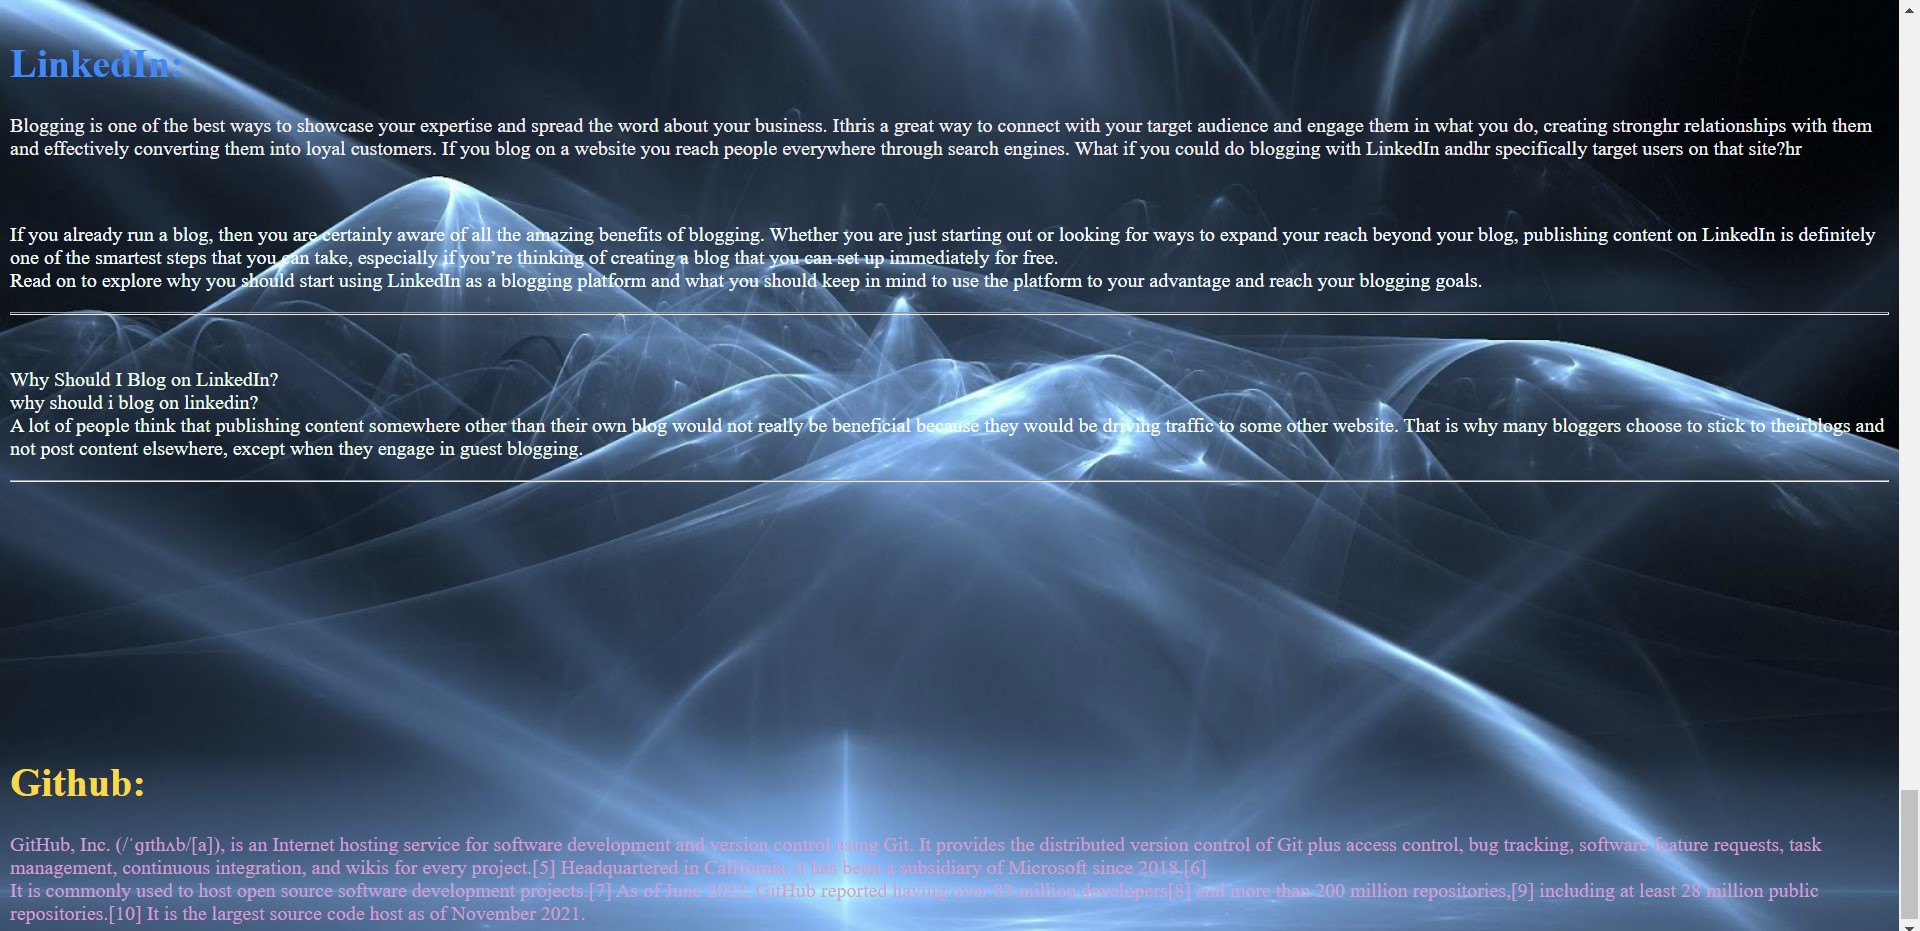 LinkedIn:
Blogging is one of the best ways to showcase your expertise and spread the word about your business. Ithris a great way to connect with your target audience and engage them in what you do, creating stronghr relationships with them
and effectively converting them into loyal customers. If you blog on a website you reach people everywhere through search engines. What if you could do blogging with LinkedIn andhr specifically target users on that site?hr
If you already run a blog, then you are certainly aware of all the amazing benefits of blogging. Whether you are just starting out or looking for ways to expand your reach beyond your blog, publishing content on LinkedIn is definitely
one of the smartest steps that you can take, especially if you’re thinking of creating a blog that you can set up immediately for free.
Read on to explore why you should start using LinkedIn as a blogging platform and what you should keep in mind to use the platform to your advantage and reach your blogging goals.
Why Should I Blog on LinkedIn?
why should i blog on linkedin?
A lot of people think that publishing content somewhere other than their own blog would not really be beneficial because they would be driving traffic to some other website. That is why many bloggers choose to stick to theirblogs and
not post content elsewhere, except when they engage in guest blogging.
Github:
GitHub, Inc. (/ˈɡɪthʌb/[a]), is an Internet hosting service for software development and version control using Git. It provides the distributed version control of Git plus access control, bug tracking, software feature requests, task
management, continuous integration, and wikis for every project.[5] Headquartered in California, it has been a subsidiary of Microsoft since 2018.[6]
It is commonly used to host open source software development projects.[7] As of June 2022, GitHub reported having over 83 million developers[8] and more than 200 million repositories,[9] including at least 28 million public
repositories.[10] It is the largest source code host as of November 2021.